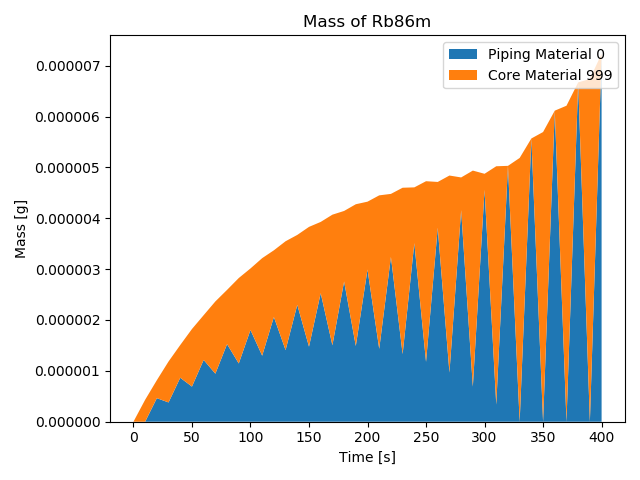 Mass of Rb86m
Piping Material 0
Core Material 999
Mass [g]
0.000007
0.000006
0.000005
0.000004
0.000003
0.000002
0.000001
0.000000
0 50 100 150 200 250 300 350 400
Time [s]